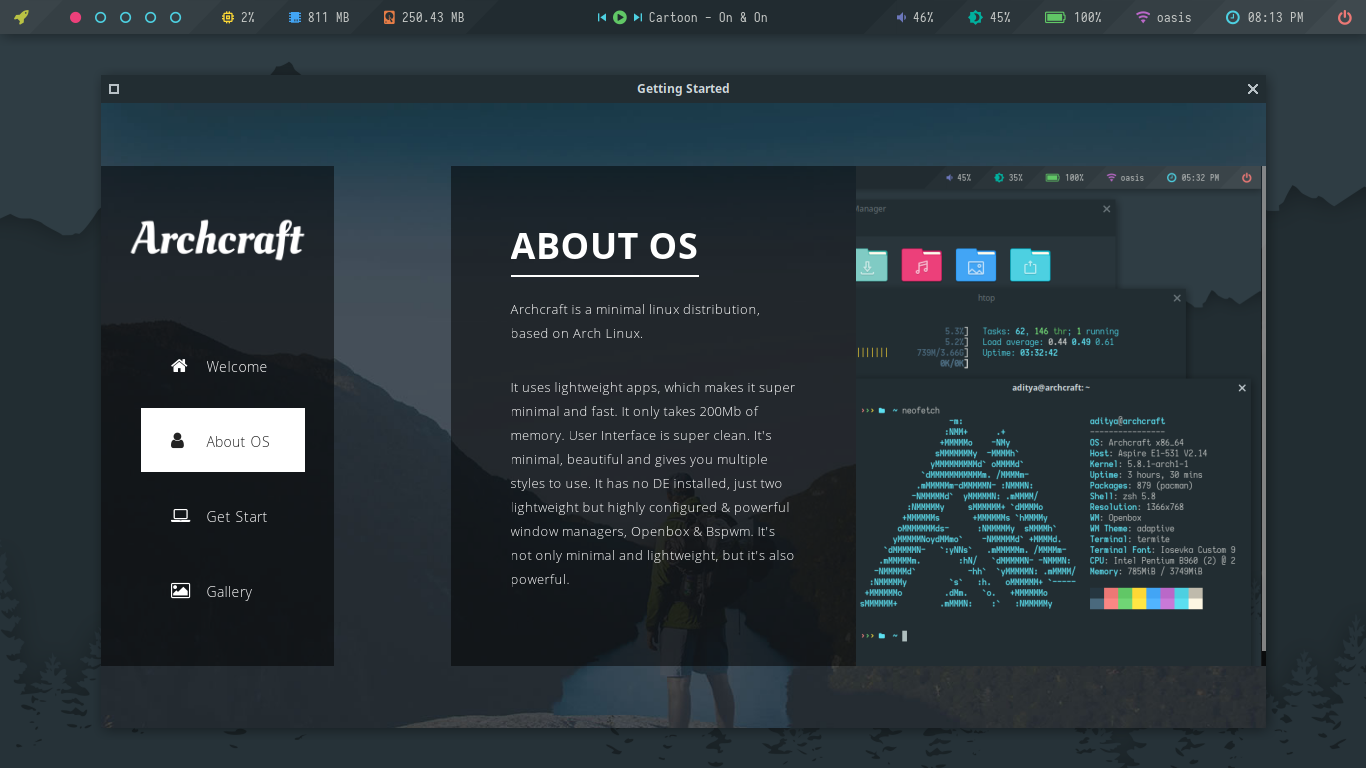 2% 811 MB 250.43 MB Cartoon - On & On 46% 45% 100% oasis 08:13 PM
Getting Started
Archcraft
Welcome
About OS
Get Start
Gallery
ABOUT OS
Archcraft is a minimal linux distribution,
based on Arch Linux.
It uses lightweight apps, which makes it super
minimal and fast. It only takes 200Mb of
memory. User Interface is super clean. It's
minimal, beautiful and gives you multiple
styles to use. It has no DE installed, just two
lightweight but highly configured & powerful
window managers, Openbox & Bspwm. It's
not only minimal and lightweight, but it's also
powerful.
45% 35% 100% oasis 05:32 PM
Manager
htop
5.3%] Tasks: 62, 146 thr; 1 running
5.2%] Load average: 0.44 0.49 0.61
||||||| 739M/3.66G] Uptime: 03:32:42
0K/0K]
aditya@archcraft: ~
››› ~ neofetch
aditya@archcraft
----------------
OS: Archcraft x86_64
Host: Aspire E1-531 V2.14
Kernel: 5.8.1-arch1-1
Uptime: 3 hours, 30 mins
Packages: 879 (pacman)
Shell: zsh 5.8
Resolution: 1366x768
WM: Openbox
WM Theme: adaptive
Terminal: termite
Terminal Font: Iosevka Custom 9
CPU: Intel Pentium B960 (2) @ 2
Memory: 785MiB / 3749MiB
››› ~